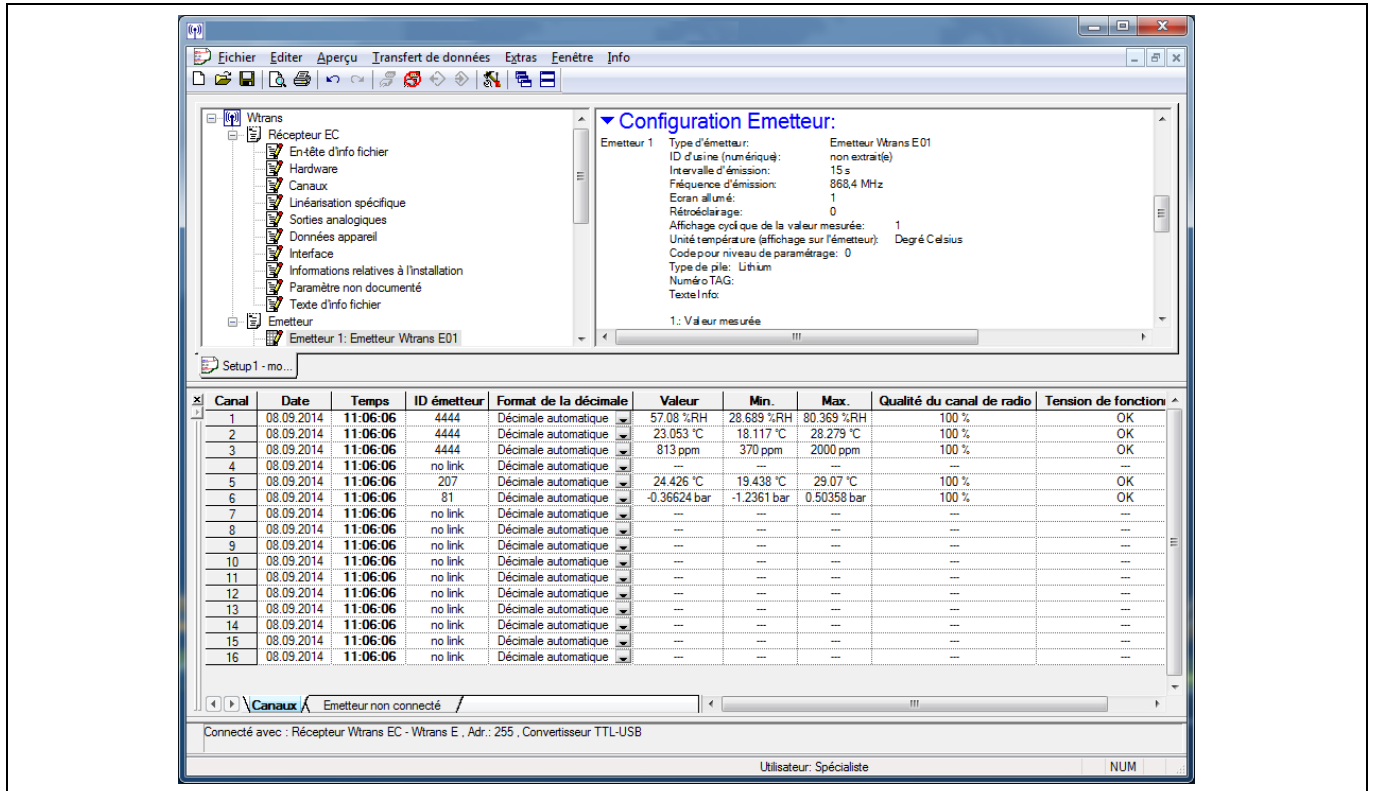 Fichier Editer Aperçu Transfert de données Extras Fenêtre Info
Wtrans
Récepteur EC
En-tête d'info fichier
Hardware
Canaux
Linéarisation spécifique
Sorties analogiques
Données appareil
Interface
Informations relatives à l'installation
Paramètre non documenté
Texte d'info fichier
Emetteur
Emetteur 1: Emetteur Wtrans E01
Configuration Emetteur:
Emetteur 1 Type d'émetteur: Emetteur Wtrans E01
ID d'usine (numérique): non extrait(e)
Intervalle d'émission: 15 s
Fréquence d'émission: 868,4 MHz
Ecran allumé: 1
Rétroéclairage: 0
Affichage cyclique de la valeur mesurée: 1
Unité température (affichage sur l'émetteur): Degré Celsius
Code pour niveau de paramétrage: 0
Type de pile: Lithium
Numéro TAG:
Texte Info:
1.: Valeur mesurée
Setup1 - mo...
Canal Date Temps ID émetteur Format de la décimale Valeur Min. Max. Qualité du canal de radio Tension de fonction
1 08.09.2014 11:06:06 4444 Décimale automatique 57.08 %RH 28.689 %RH 80.369 %RH 100 % OK
2 08.09.2014 11:06:06 4444 Décimale automatique 23.053 °C 18.117 °C 28.279 °C 100 % OK
3 08.09.2014 11:06:06 4444 Décimale automatique 813 ppm 370 ppm 2000 ppm 100 % OK
4 08.09.2014 11:06:06 no link Décimale automatique --- --- --- --- ---
5 08.09.2014 11:06:06 207 Décimale automatique 24.426 °C 19.438 °C 29.07 °C 100 % OK
6 08.09.2014 11:06:06 81 Décimale automatique -0.36624 bar -1.2361 bar 0.50358 bar 100 % OK
7 08.09.2014 11:06:06 no link Décimale automatique --- --- --- --- ---
8 08.09.2014 11:06:06 no link Décimale automatique --- --- --- --- ---
9 08.09.2014 11:06:06 no link Décimale automatique --- --- --- --- ---
10 08.09.2014 11:06:06 no link Décimale automatique --- --- --- --- ---
11 08.09.2014 11:06:06 no link Décimale automatique --- --- --- --- ---
12 08.09.2014 11:06:06 no link Décimale automatique --- --- --- --- ---
13 08.09.2014 11:06:06 no link Décimale automatique --- --- --- --- ---
14 08.09.2014 11:06:06 no link Décimale automatique --- --- --- --- ---
15 08.09.2014 11:06:06 no link Décimale automatique --- --- --- --- ---
16 08.09.2014 11:06:06 no link Décimale automatique --- --- --- --- ---
Canaux Emetteur non connecté
Connecté avec : Récepteur Wtrans EC - Wtrans E , Adr.: 255 , Convertisseur TTL-USB
Utilisateur: Spécialiste NUM